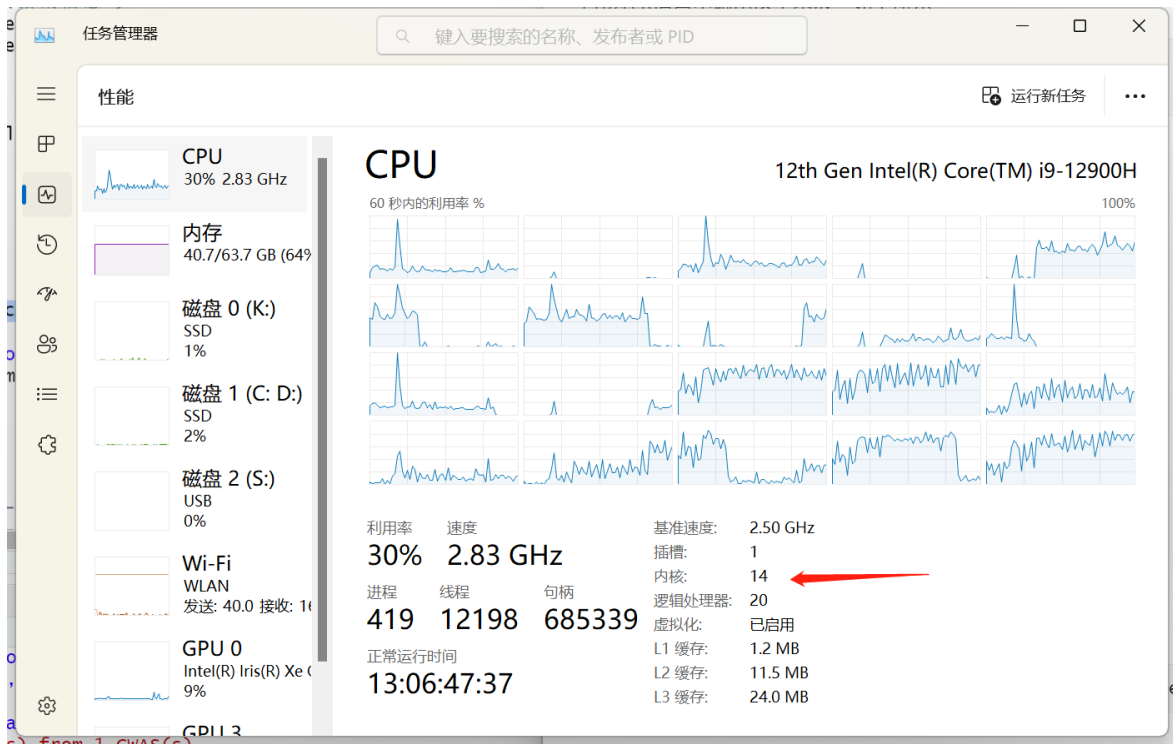 任务管理器
键入要搜索的名称、发布者或 PID
性能
运行新任务
CPU
30% 2.83 GHz
内存
40.7/63.7 GB (64%
磁盘 0 (K:)
SSD
1%
磁盘 1 (C: D:)
SSD
2%
磁盘 2 (S:)
USB
0%
Wi-Fi
WLAN
发送: 40.0 接收: 16
GPU 0
Intel(R) Iris(R) Xe
9%
GPU 3
CPU
12th Gen Intel(R) Core(TM) i9-12900H
60 秒内的利用率 %
100%
利用率
速度
30%
2.83 GHz
进程
线程
句柄
419
12198
685339
正常运行时间
13:06:47:37
基准速度: 2.50 GHz
插槽: 1
内核: 14
逻辑处理器: 20
虚拟化: 已启用
L1 缓存: 1.2 MB
L2 缓存: 11.5 MB
L3 缓存: 24.0 MB
from 1 GWAS(s)